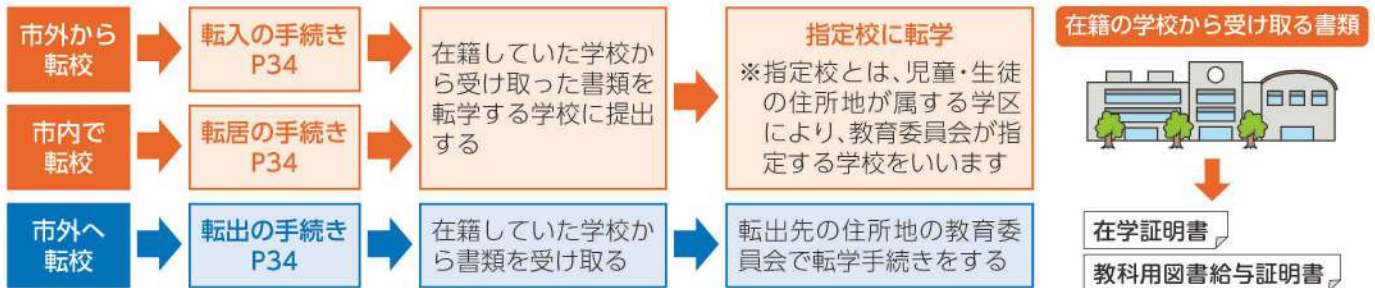 市外から
転校
転入の手続き
P34
市内で
転校
転居の手続き
P34
在籍していた学校か
ら受け取った書類を
転学する学校に提出
する
指定校に転学
※指定校とは、児童・生徒
の住所地が属する学区
により、教育委員会が指
定する学校をいいます
市外へ
転校
転出の手続き
P34
在籍していた学校か
ら書類を受け取る
転出先の住所地の教育委
員会で転学手続きをする
在籍の学校から受け取る書類
在学証明書
教科用図書給与証明書